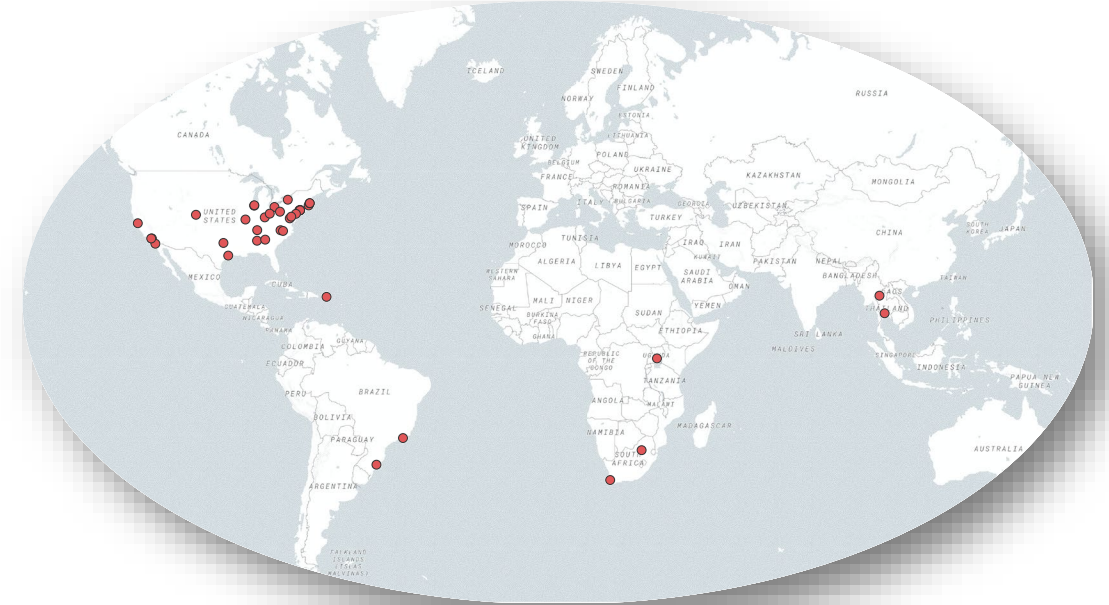 ICELAND
SWEDEN
FINLAND
NORWAY
RUSSIA
ESTONIA
CANADA
LITHUANIA
UNITED
KINGDOM
POLAND
BELGIUM
UKRAINE
FRANCE
KAZAKHSTAN
MONGOLIA
ROMANIA
ITALY
BULGARIA
GEORGIA
UZBEKISTAN
SPAIN
UNITED
STATES
TURKEY
SOUTH
KOREA
JAPAN
CHINA
TUNISIA
MOROCCO
IRAQ
IRAN
KUWAIT
ALGERIA
LIBYA
EGYPT
PAKISTAN
NEPAL
WESTERN
SAHARA
SAUDI
ARABIA
BANGLADESH
MEXICO
TAIWAN
CUBA
OMAN
LAOS
MALI
NIGER
GUATEMALA
SENEGAL
YEMEN
THAILAND
NICARAGUA
BURKINA
FASO
SUDAN
PHILIPPINES
PANAMA
GHANA
ETHIOPIA
SRI LANKA
GUYANA
COLOMBIA
MALDIVES
REPUBLIC
OF THE
CONGO
SINGAPORE
ECUADOR
INDONESIA
TANZANIA
PAPUA NEW
GUINEA
PERU
BRAZIL
ANGOLA
MALAWI
BOLIVIA
MADAGASCAR
NAMIBIA
PARAGUAY
AUSTRALIA
SOUTH
AFRICA
ARGENTINA
FALKLAND
ISLANDS
(ISLAS
MALVINAS)